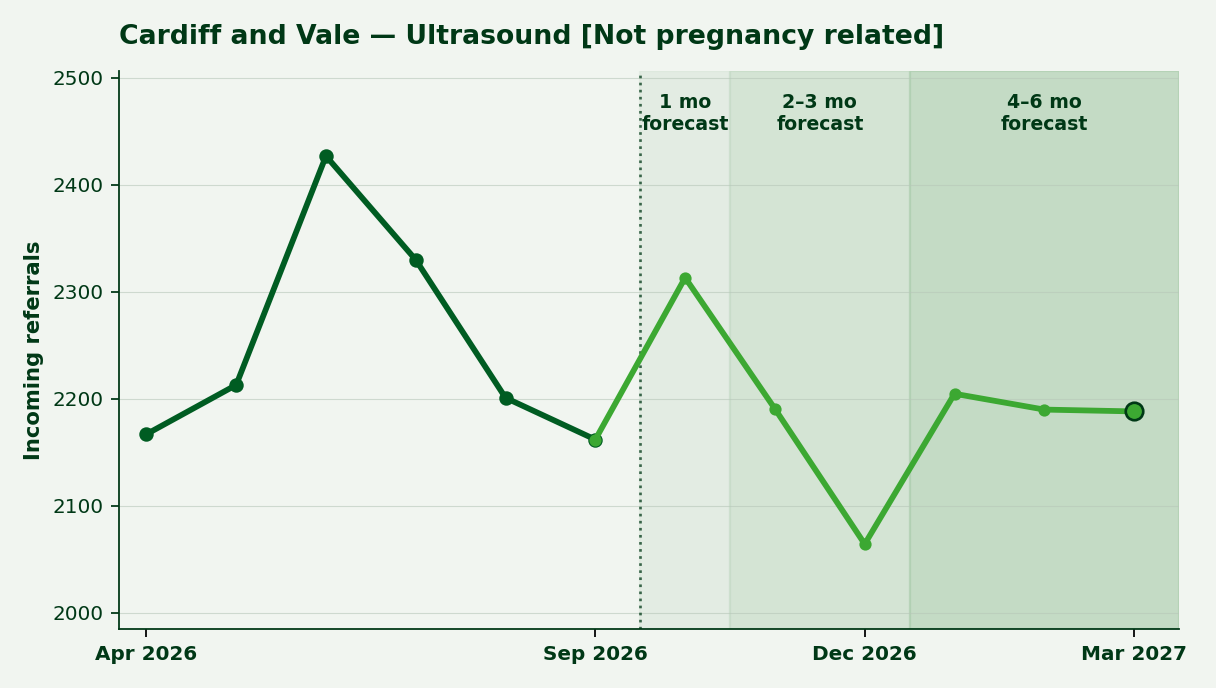 Cardiff and Vale — Ultrasound [Not pregnancy related]
1 mo
forecast
2–3 mo
forecast
4–6 mo
forecast
Incoming referrals
2500
2400
2300
2200
2100
2000
Apr 2026
Sep 2026
Dec 2026
Mar 2027